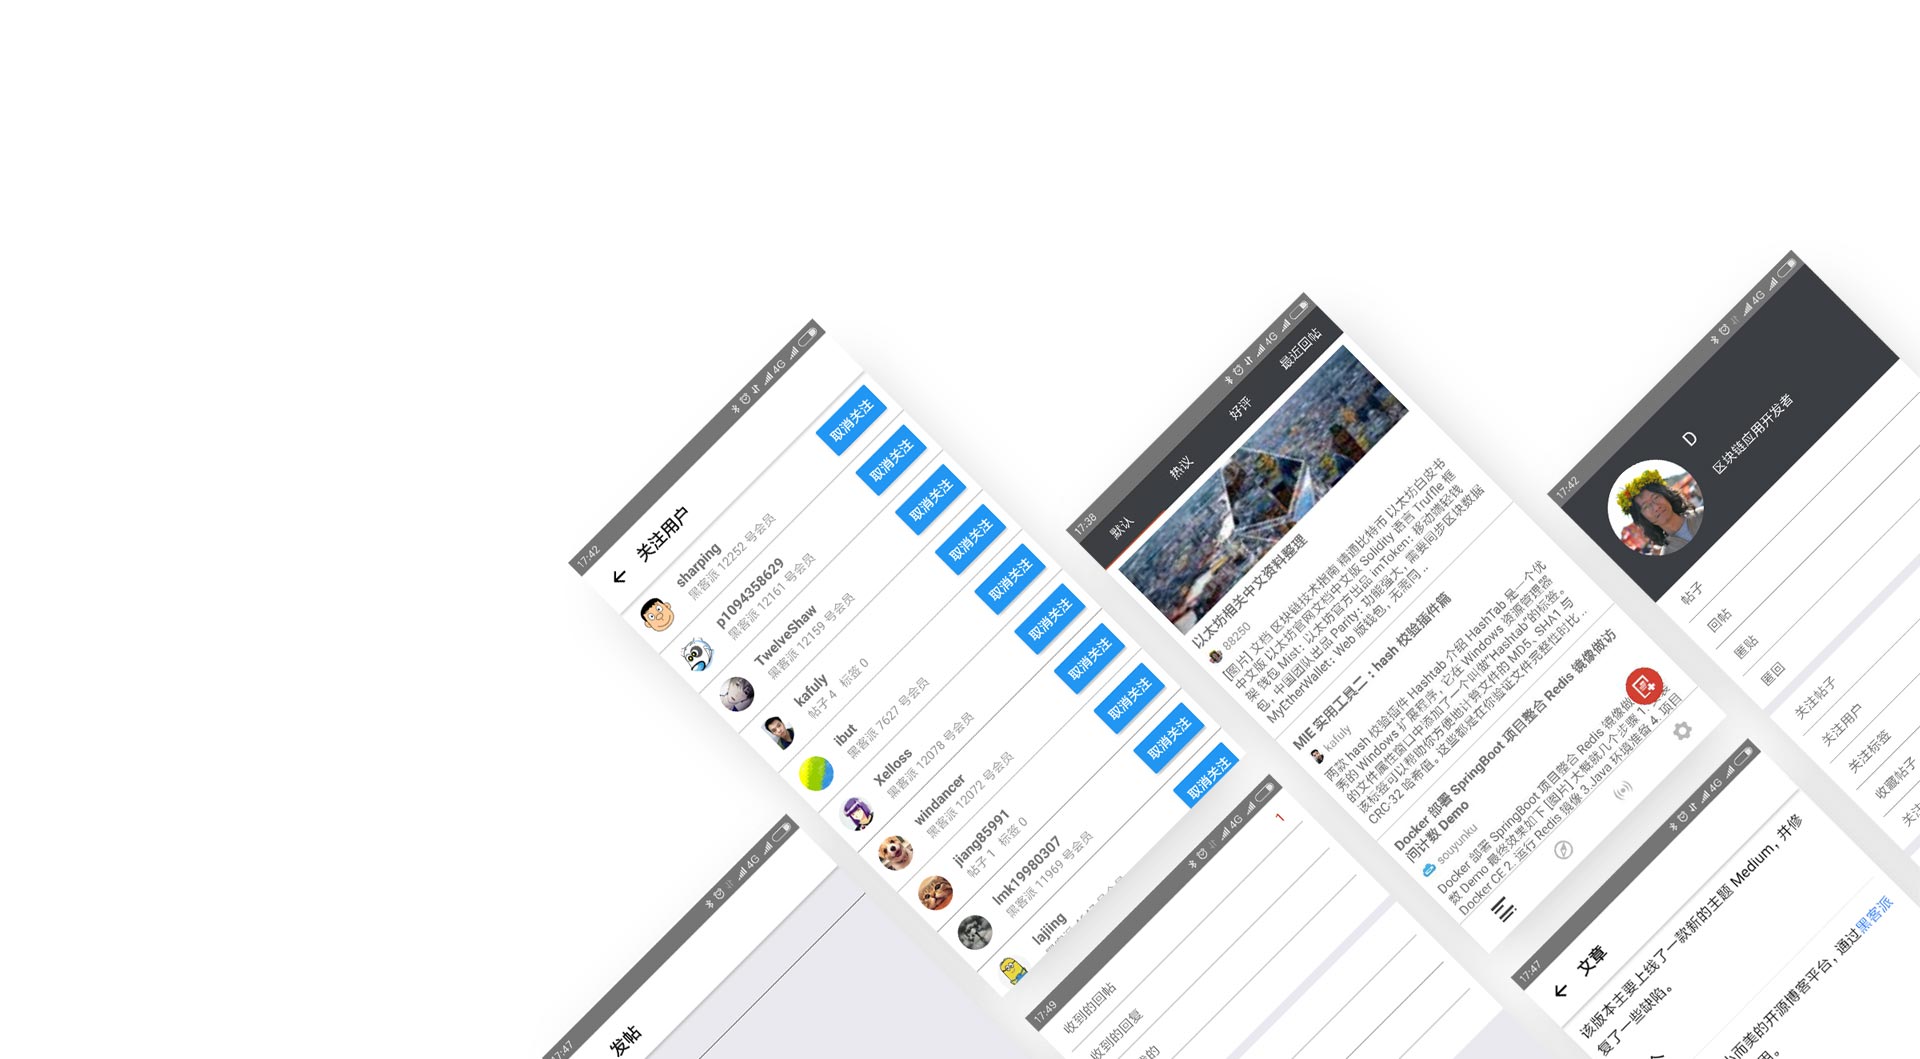 17:42
4G
关注用户
取消关注
sharping
黑客派 12252 号会员
取消关注
p1094358629
黑客派 12161 号会员
取消关注
TwelveShaw
黑客派 12159 号会员
取消关注
kafuly
帖子 4 标签 0
取消关注
ibut
黑客派 7627 号会员
取消关注
Xelloss
黑客派 12078 号会员
取消关注
windancer
黑客派 12072 号会员
取消关注
jiang85991
帖子 1 标签 0
取消关注
lmk19980307
黑客派 11969 号会员
取消关注
lajiing
17:38
4G
默认
热议
好评
最近回帖
以太坊相关中文资料整理
88250
[图片] 文档 区块链技术指南 精通比特币 以太坊白皮书
中文版 以太坊官网文档中文版 Solidity 语言 Truffle 框
架 钱包 Mist: 以太坊官方出品 imToken: 移动端轻钱
包, 中国团队出品 Parity: 功能强大, 需要同步区块数据
MyEtherWallet: Web 版钱包, 无需同 ..
MIE 实用工具二：hash 校验插件篇
kafuly
两款 hash 校验插件 Hashtab 介绍 HashTab 是一个优
秀的 Windows 扩展程序, 它在 Windows 资源管理器
的文件属性窗口中添加了一个叫做"Hashtab"的标签。
该标签可以帮助你方便地计算文件的 MD5、SHA1 与
CRC-32 哈希值。这些都是在你验证文件完整性时比 ..
Docker 部署 SpringBoot 项目整合 Redis 镜像做访
问计数 Demo
souyunku
Docker 部署 SpringBoot 项目整合 Redis 镜像做
数 Demo 最终效果如下 [图片] 大概就几个步骤 1.
Docker CE 2. 运行 Redis 镜像 3.Java 环境准备 4. 项目
17:42
4G
D
区块链应用开发者
帖子
回帖
匿贴
匿回
关注帖子
关注用户
关注标签
收藏帖子
17:47
4G
发帖
17:49
4G
收到的回帖
1
收到的回复
17:47
4G
文章
该版本主要上线了一款新的主题 Medium, 并修
复了一些缺陷。
而美的开源博客平台, 通过黑客派